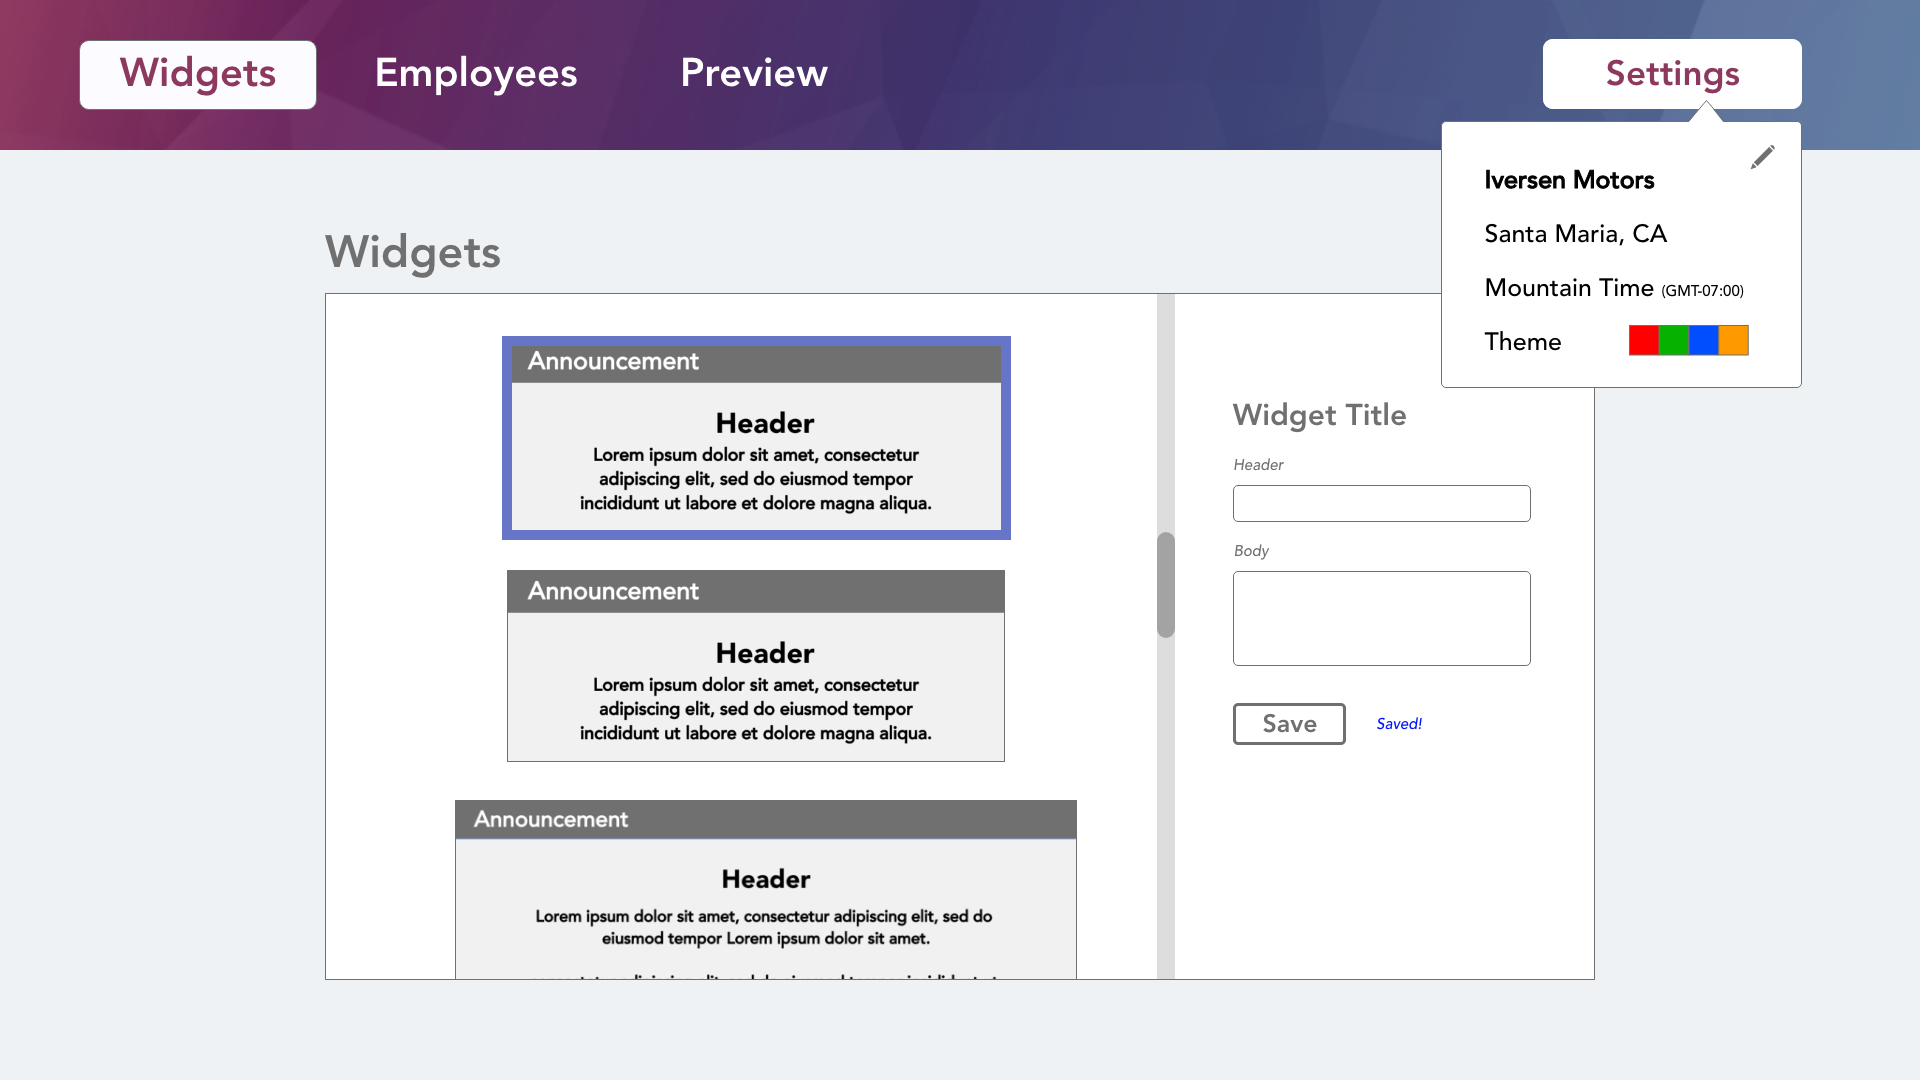 Widgets
Employees
Preview
Settings
Iversen Motors
Santa Maria, CA
Mountain Time (GMT-07:00)
Theme
Widgets
Announcement
Header
Lorem ipsum dolor sit amet, consectetur
adipiscing elit, sed do eiusmod tempor
incididunt ut labore et dolore magna aliqua.
Announcement
Header
Lorem ipsum dolor sit amet, consectetur
adipiscing elit, sed do eiusmod tempor
incididunt ut labore et dolore magna aliqua.
Announcement
Header
Lorem ipsum dolor sit amet, consectetur adipiscing elit, sed do
eiusmod tempor Lorem ipsum dolor sit amet.
Widget Title
Header
Body
Save
Saved!